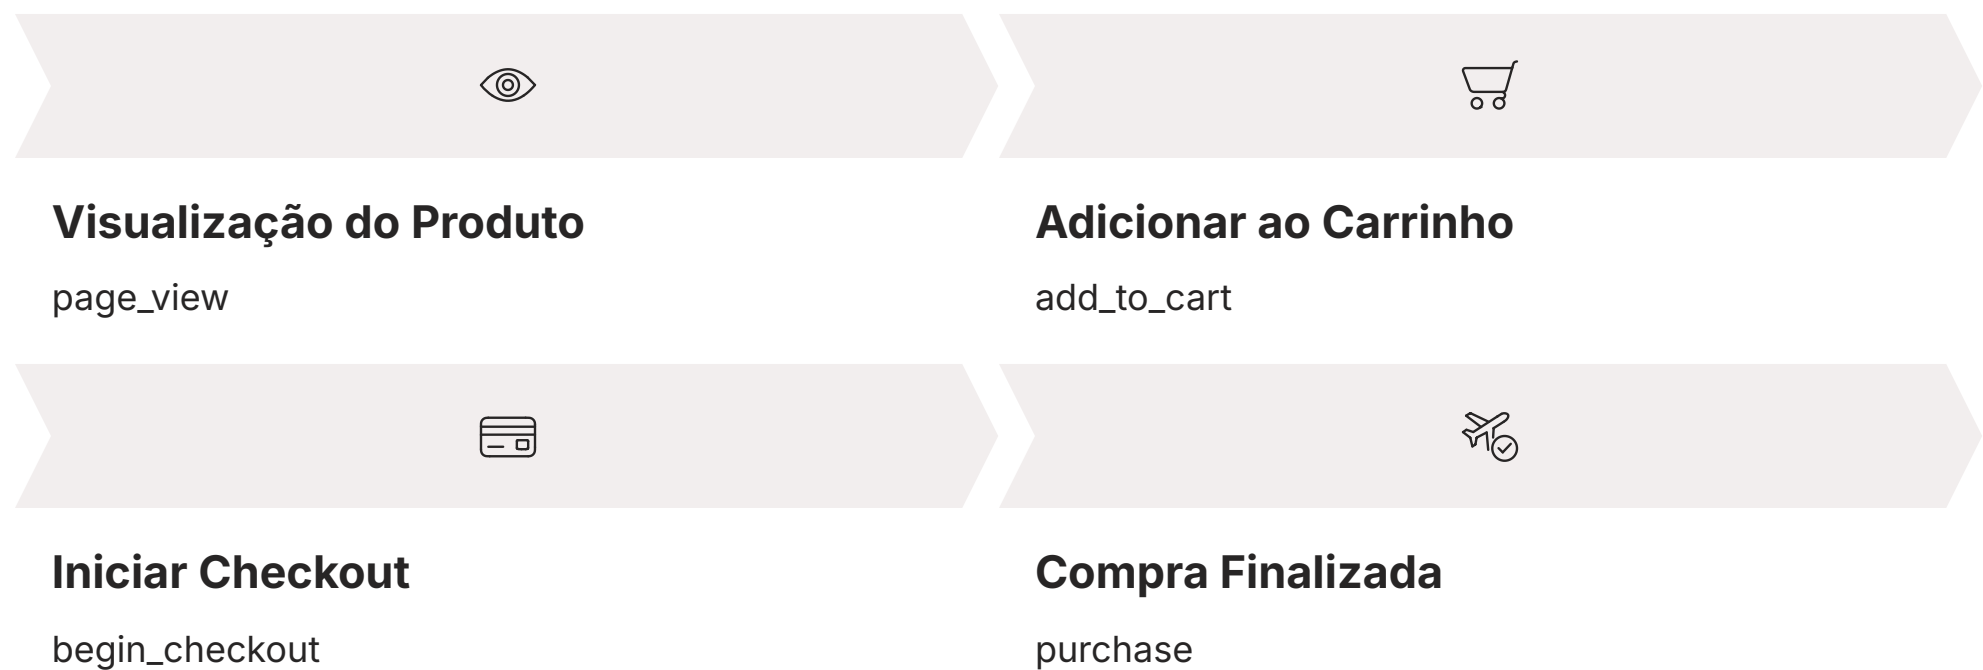 Visualização do Produto
page_view
Adicionar ao Carrinho
add_to_cart
Iniciar Checkout
begin_checkout
Compra Finalizada
purchase